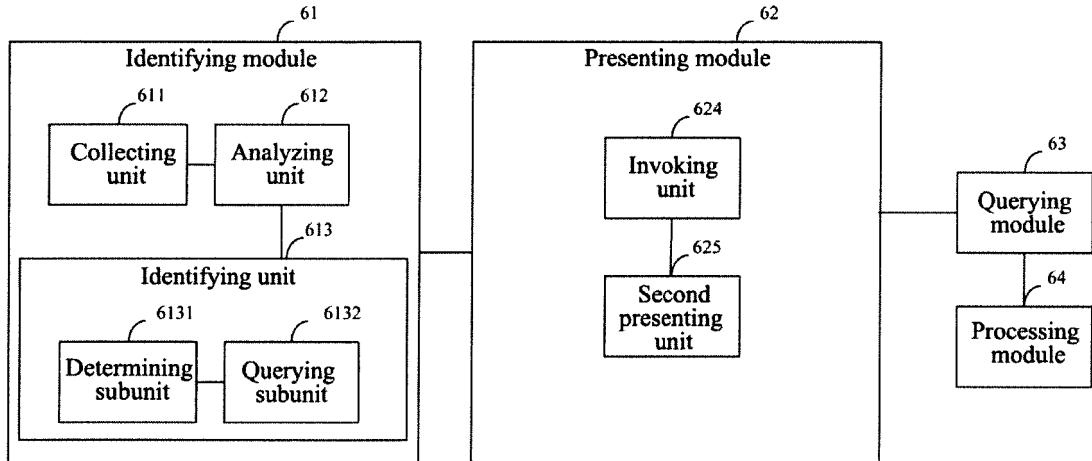 61
Identifying module
611
Collecting
unit
612
Analyzing
unit
613
Identifying unit
6131
Determining
subunit
6132
Querying
subunit
62
Presenting module
624
Invoking
unit
625
Second
presenting
unit
63
Querying
module
64
Processing
module